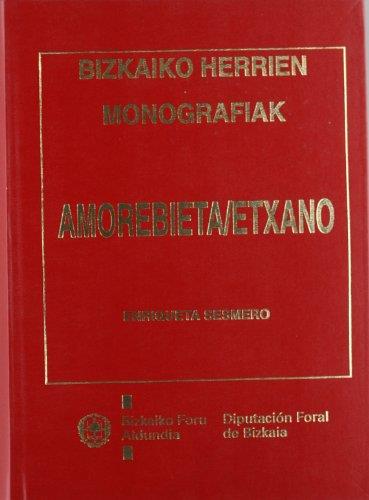 BIZKAIKO HERRIEN
MONOGRAFIAK
AMOREBIETA/ETXANO
ENRIQUETA SESMERO
Bizkaiko Foru
Aldundia
Diputación Foral
de Bizkaia